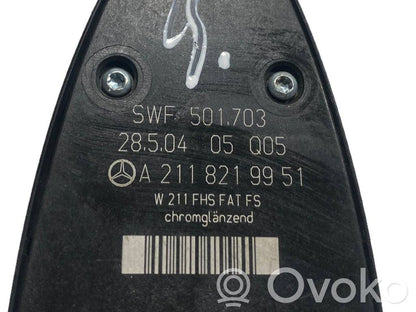 SWF 501.703
28.5.04 05 Q05
A 211 821 99 51
W 211 FHS FAT FS
chromglänzend
Ovoko